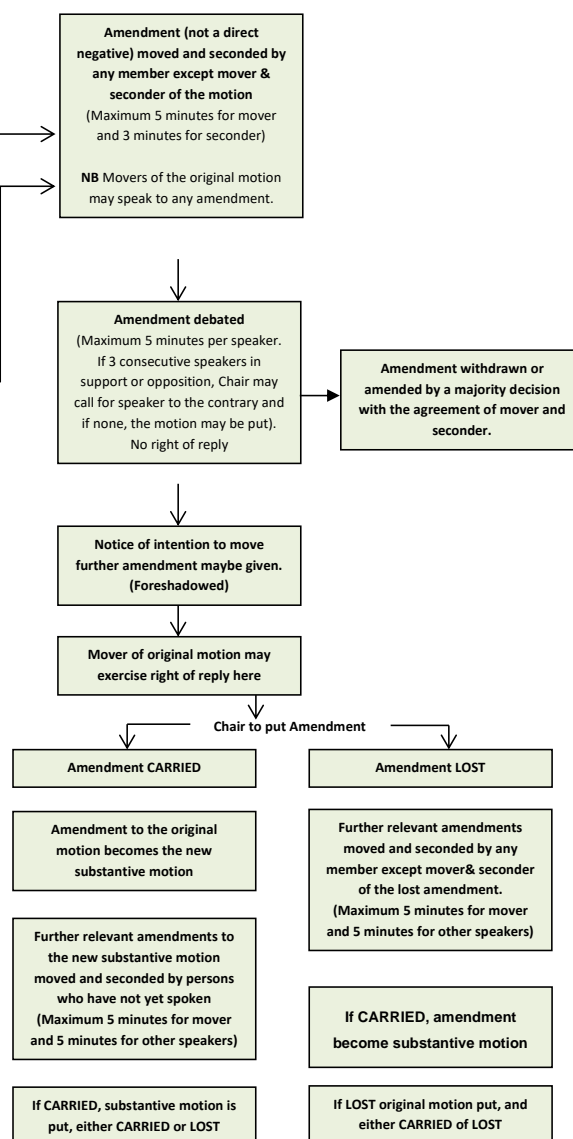 Amendment (not a direct
negative) moved and seconded by
any member except mover &
seconder of the motion
(Maximum 5 minutes for mover
and 3 minutes for seconder)
NB Movers of the original motion
may speak to any amendment.
Amendment debated
(Maximum 5 minutes per speaker.
If 3 consecutive speakers in
support or opposition, Chair may
call for speaker to the contrary and
if none, the motion may be put).
No right of reply
Amendment withdrawn or
amended by a majority decision
with the agreement of mover and
seconder.
Notice of intention to move
further amendment maybe given.
(Foreshadowed)
Mover of original motion may
exercise right of reply here
Chair to put Amendment
Amendment CARRIED
Amendment to the original
motion becomes the new
substantive motion
Further relevant amendments to
the new substantive motion
moved and seconded by persons
who have not yet spoken
(Maximum 5 minutes for mover
and 5 minutes for other speakers)
If CARRIED, substantive motion is
put, either CARRIED or LOST
Amendment LOST
Further relevant amendments
moved and seconded by any
member except mover& seconder
of the lost amendment.
(Maximum 5 minutes for mover
and 5 minutes for other speakers)
If CARRIED, amendment
become substantive motion
If LOST original motion put, and
either CARRIED of LOST